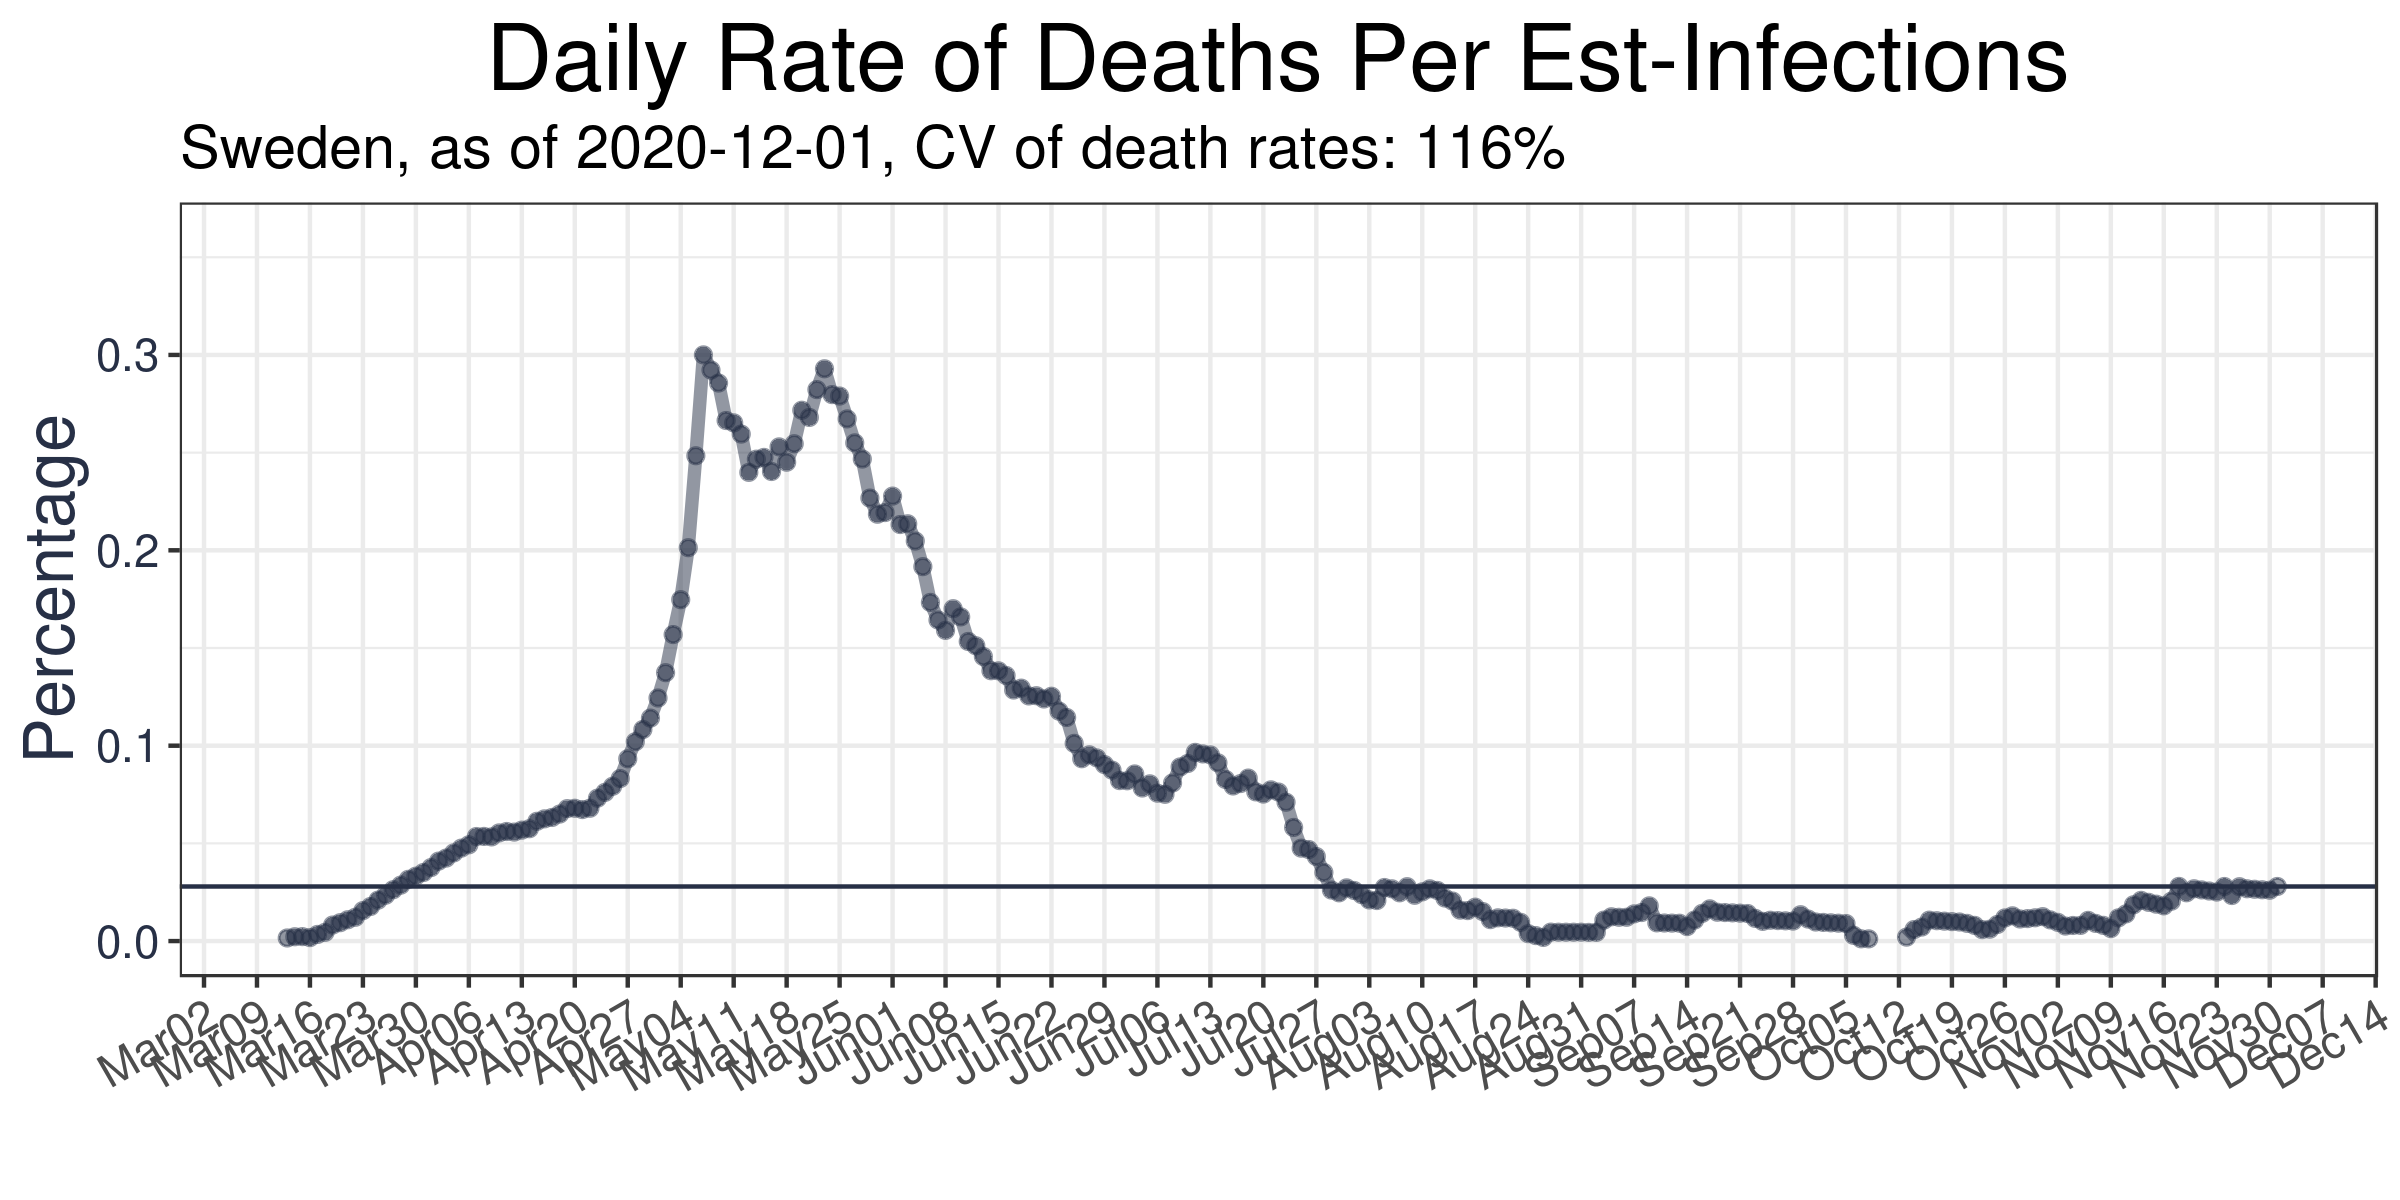 Daily Rate of Deaths Per Est-Infections
Sweden, as of 2020-12-01, CV of death rates: 116%
Percentage
0.3
0.2
0.1
0.0
Mar02
Mar09
Mar16
Mar23
Mar30
Apr06
Apr13
Apr20
Apr27
May04
May11
May18
May25
Jun01
Jun08
Jun15
Jun22
Jun29
Jul06
Jul13
Jul20
Jul27
Aug03
Aug10
Aug17
Aug24
Aug31
Sep07
Sep14
Sep21
Sep28
Oct05
Oct12
Oct19
Oct26
Nov02
Nov09
Nov16
Nov23
Nov30
Dec07
Dec14